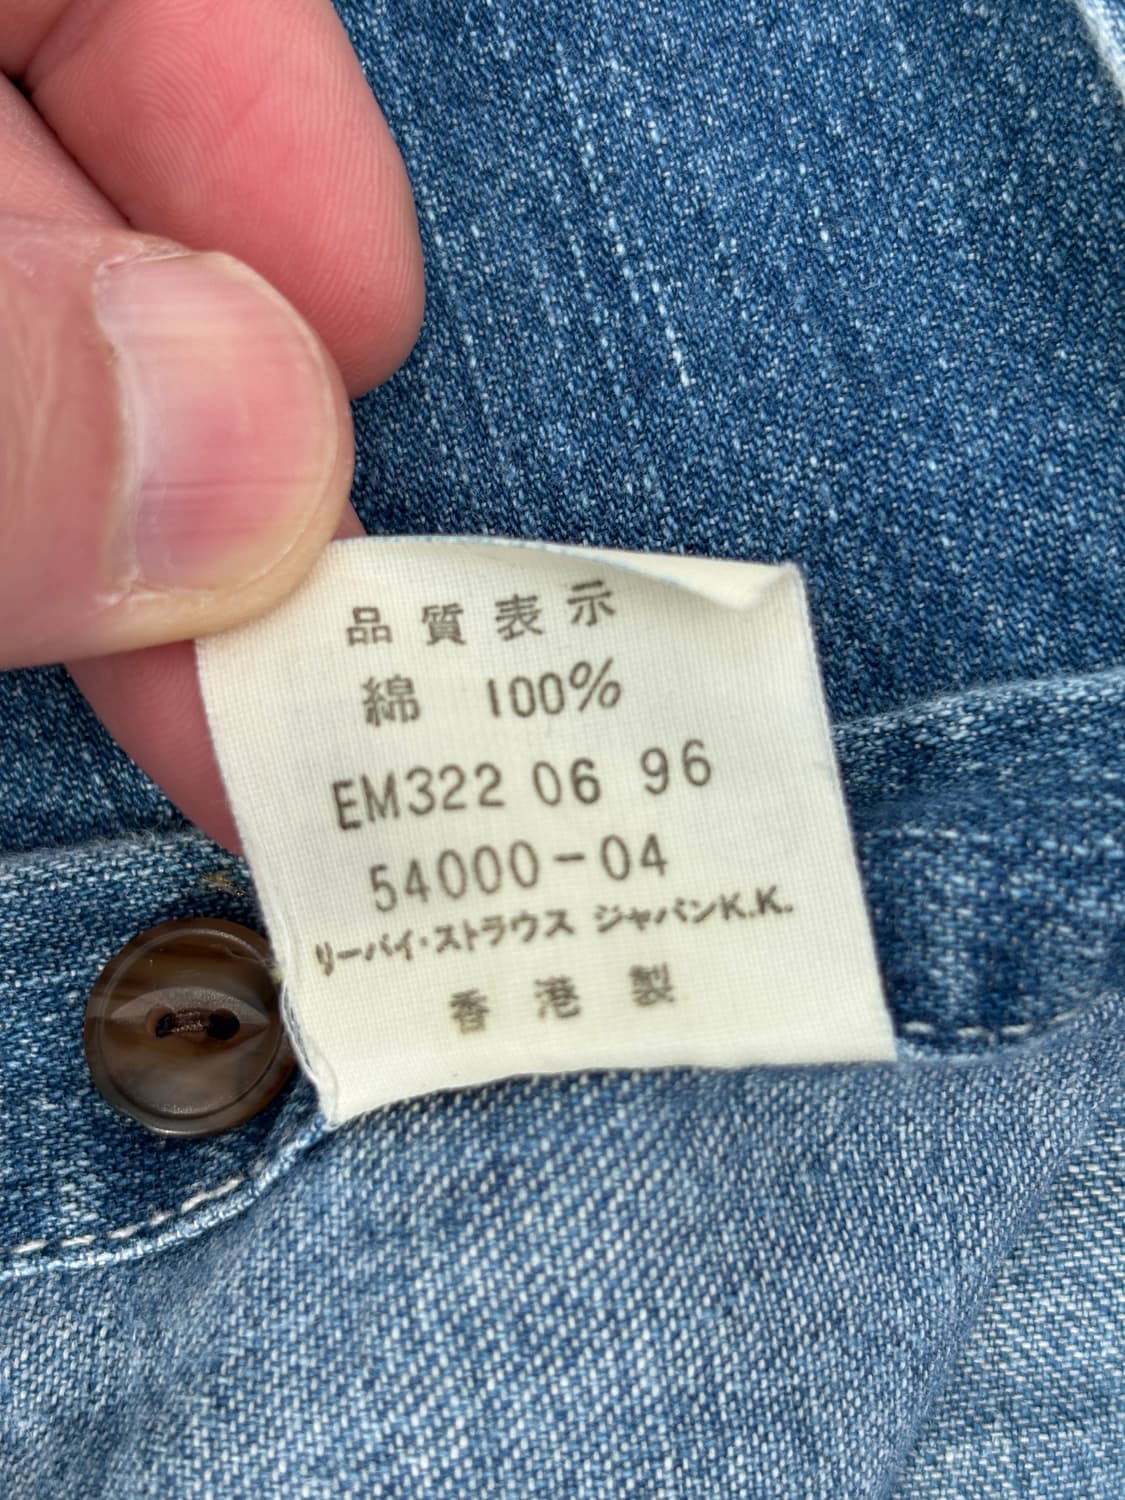 品質表示
綿 100%
EM322 06 96
54000-04
リーバイ・ストラウス ジャパンK.K.
香港製